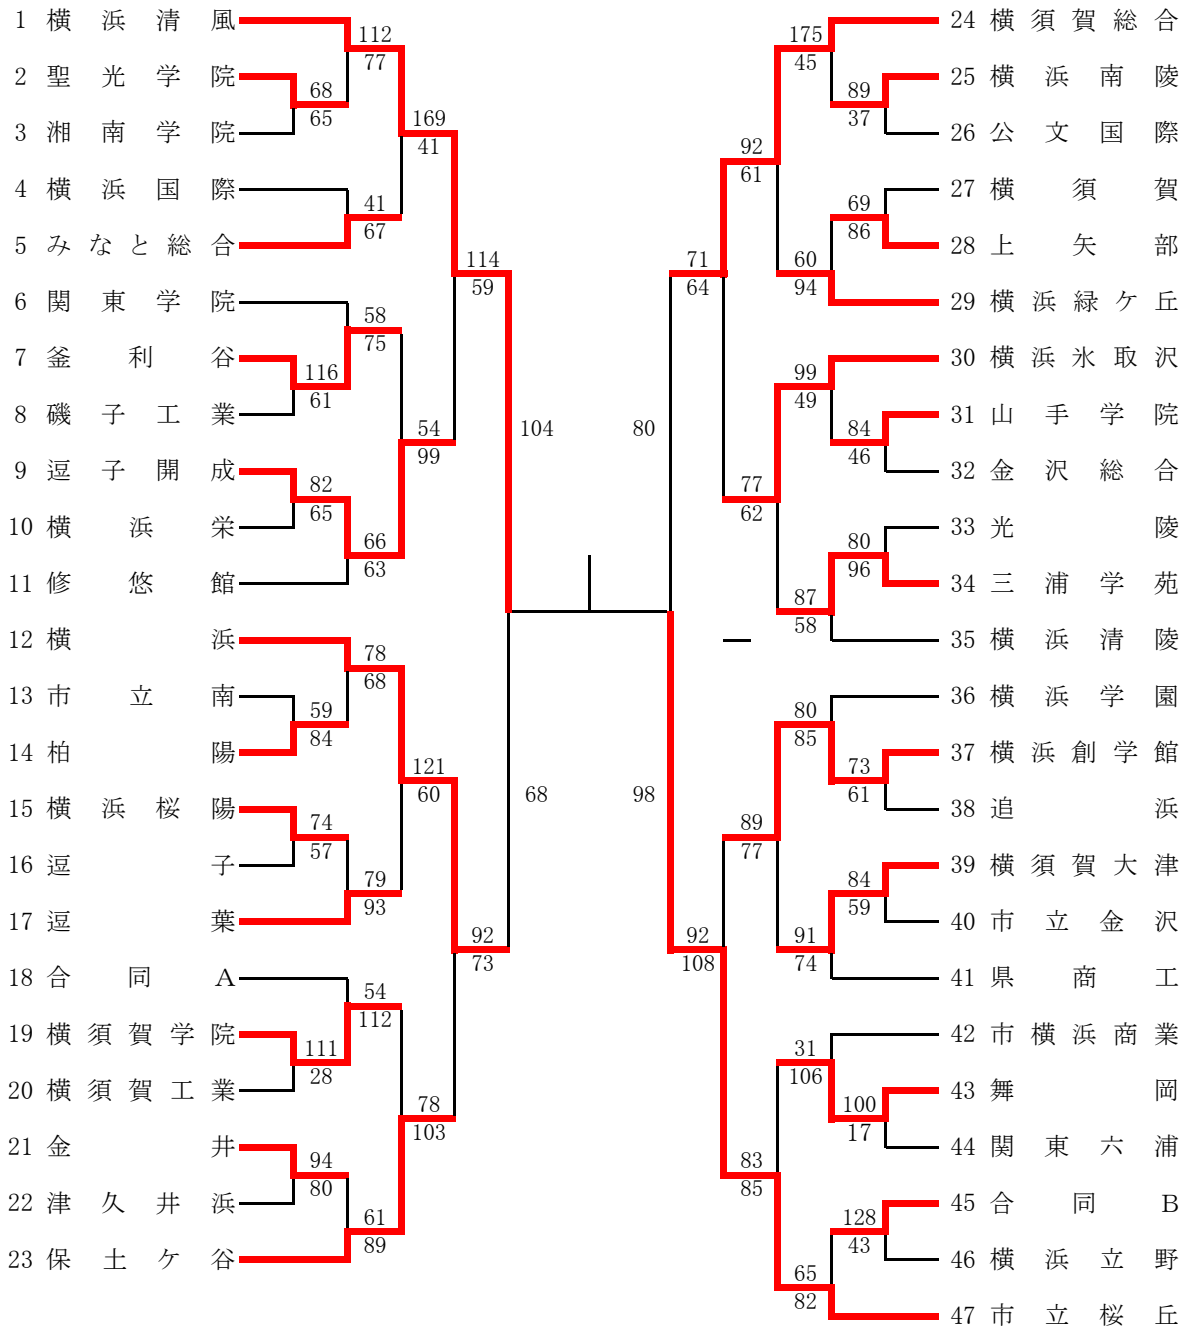 1 横浜清風
2 聖光学院
3 湘南学院
4 横浜国際
5 みなと総合
6 関東学院
7 釜利谷
8 磯子工業
9 逗子開成
10 横浜栄
11 修悠館
12 横浜
13 市立南
14 柏陽
15 横浜桜陽
16 逗子
17 逗葉
18 合同A
19 横須賀学院
20 横須賀工業
21 金井
22 津久井浜
23 保土ケ谷
68
65
116
61
82
65
59
84
74
57
111
28
94
80
112
77
41
67
58
75
66
63
78
68
79
93
54
112
61
89
169
41
54
99
121
60
78
103
114
59
92
73
104
68
80
98
71
64
92
108
92
61
77
62
89
77
83
85
175
45
60
94
99
49
87
58
80
85
91
74
31
106
65
82
89
37
69
86
84
46
80
96
73
61
84
59
100
17
128
43
24 横須賀総合
25 横浜南陵
26 公文国際
27 横須賀
28 上矢部
29 横浜緑ケ丘
30 横浜氷取沢
31 山手学院
32 金沢総合
33 光陵
34 三浦学苑
35 横浜清陵
36 横浜学園
37 横浜創学館
38 追浜
39 横須賀大津
40 市立金沢
41 県商工
42 市横浜商業
43 舞岡
44 関東六浦
45 合同B
46 横浜立野
47 市立桜丘